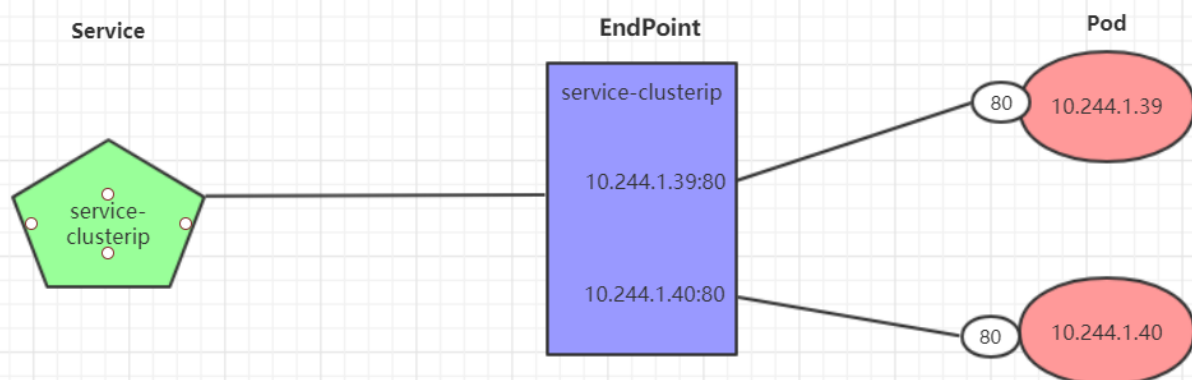 Service
EndPoint
Pod
service-clusterip
80
10.244.1.39
10.244.1.39:80
service-
clusterip
10.244.1.40:80
80
10.244.1.40